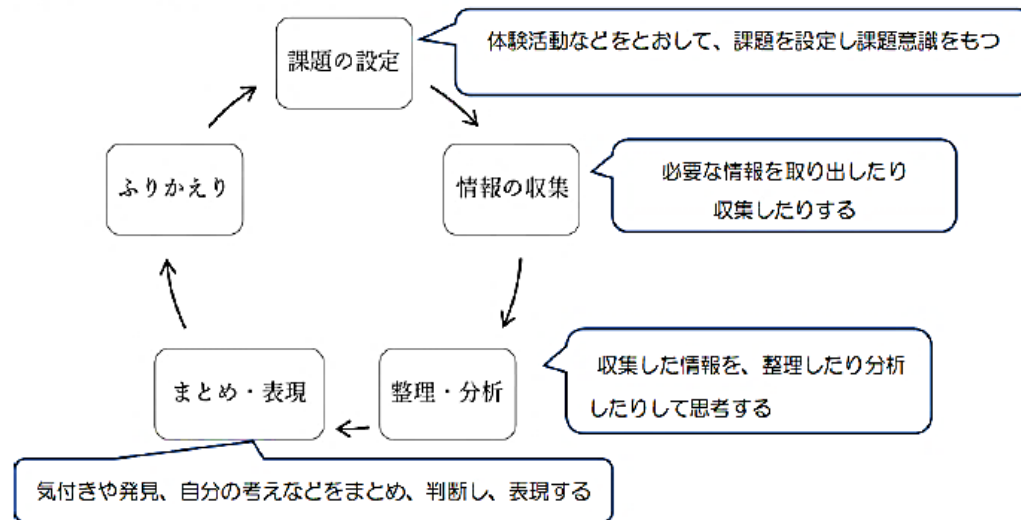 課題の設定
体験活動などをとおして、課題を設定し課題意識をもつ
ふりかえり
情報の収集
必要な情報を取り出したり
収集したりする
まとめ・表現
整理・分析
収集した情報を、整理したり分析
したりして思考する
気付きや発見、自分の考えなどをまとめ、判断し、表現する